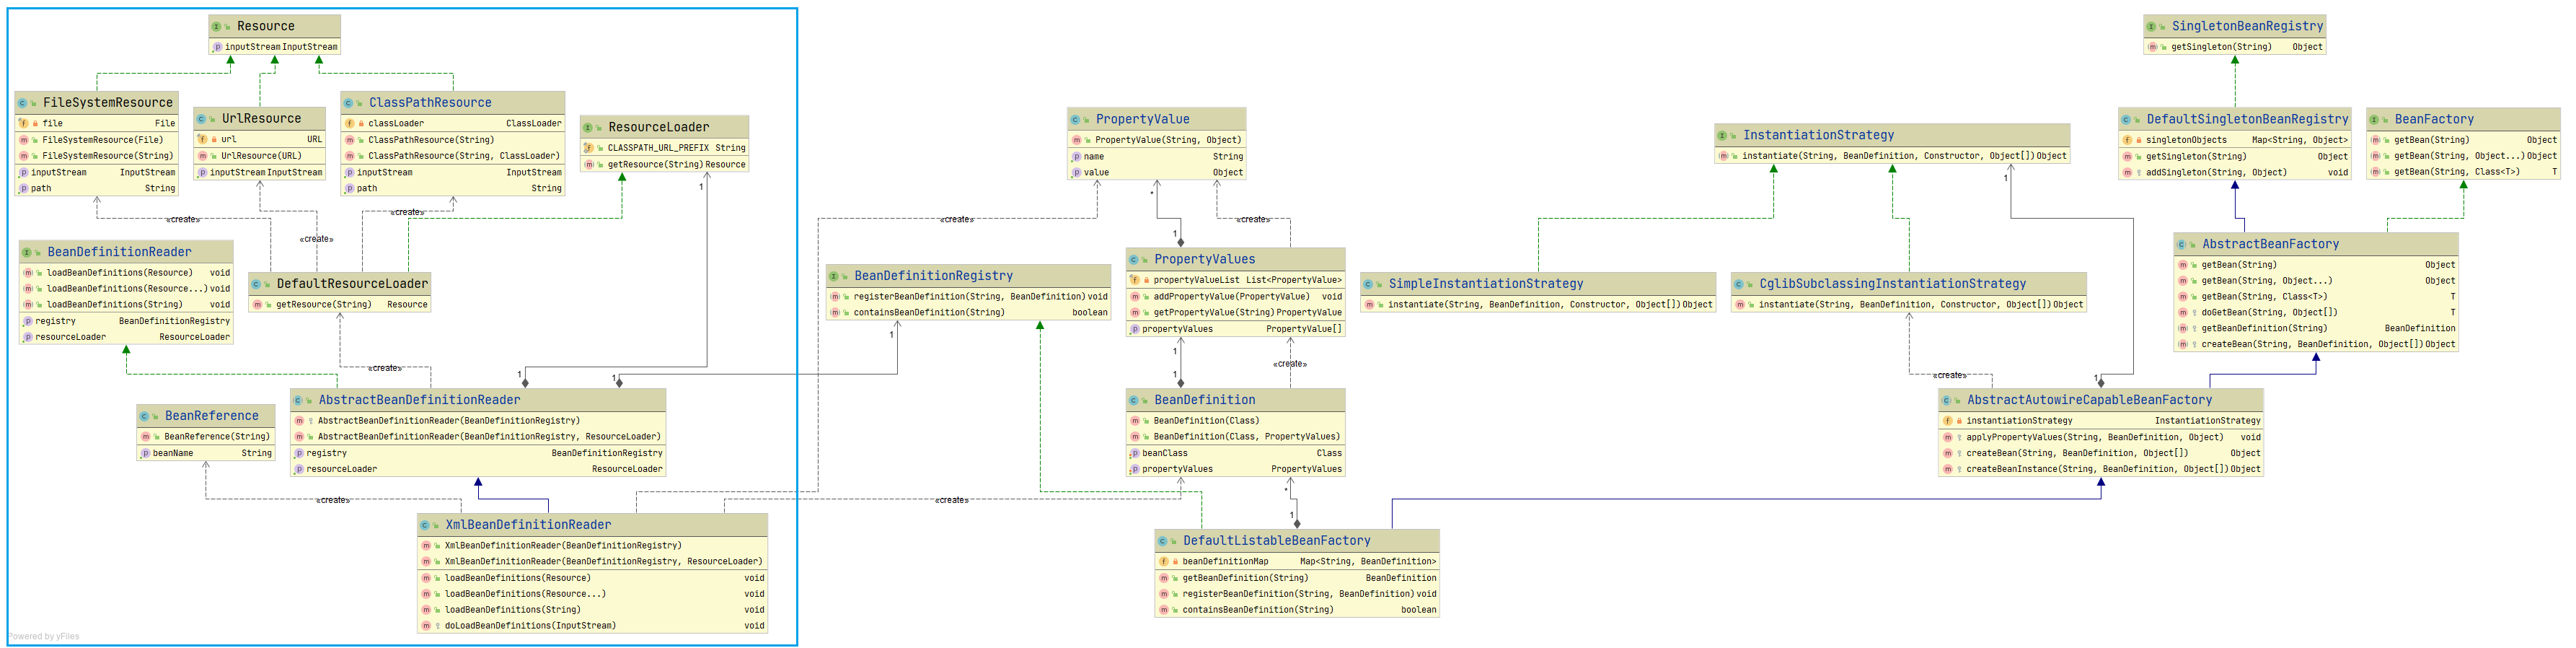 Resource
inputStream InputStream
FileSystemResource
file File
FileSystemResource(File)
FileSystemResource(String)
inputStream InputStream
path String
UrlResource
url URL
UrlResource(URL)
inputStream InputStream
ClassPathResource
classLoader ClassLoader
ClassPathResource(String)
ClassPathResource(String, ClassLoader)
inputStream InputStream
path String
ResourceLoader
CLASSPATH_URL_PREFIX String
getResource(String) Resource
1
«create»
«create»
«create»
BeanDefinitionReader
loadBeanDefinitions(Resource) void
loadBeanDefinitions(Resource...) void
loadBeanDefinitions(String) void
registry BeanDefinitionRegistry
resourceLoader ResourceLoader
DefaultResourceLoader
getResource(String) Resource
«create»
1
1
BeanReference
BeanReference(String)
beanName String
AbstractBeanDefinitionReader
AbstractBeanDefinitionReader(BeanDefinitionRegistry)
AbstractBeanDefinitionReader(BeanDefinitionRegistry, ResourceLoader)
registry BeanDefinitionRegistry
resourceLoader ResourceLoader
«create»
XmlBeanDefinitionReader
XmlBeanDefinitionReader(BeanDefinitionRegistry)
XmlBeanDefinitionReader(BeanDefinitionRegistry, ResourceLoader)
loadBeanDefinitions(Resource) void
loadBeanDefinitions(Resource...) void
loadBeanDefinitions(String) void
doLoadBeanDefinitions(InputStream) void
Powered by yFiles
BeanDefinitionRegistry
registerBeanDefinition(String, BeanDefinition) void
containsBeanDefinition(String) boolean
1
«create»
«create»
PropertyValue
PropertyValue(String, Object)
name String
value Object
*
1
«create»
PropertyValues
propertyValueList List<PropertyValue>
addPropertyValue(PropertyValue) void
getPropertyValue(String) PropertyValue
propertyValues PropertyValue[]
1
1
«create»
BeanDefinition
BeanDefinition(Class)
BeanDefinition(Class, PropertyValues)
beanClass Class
propertyValues PropertyValues
*
1
DefaultListableBeanFactory
beanDefinitionMap Map<String, BeanDefinition>
getBeanDefinition(String) BeanDefinition
registerBeanDefinition(String, BeanDefinition) void
containsBeanDefinition(String) boolean
InstantiationStrategy
instantiate(String, BeanDefinition, Constructor, Object[]) Object
1
SimpleInstantiationStrategy
instantiate(String, BeanDefinition, Constructor, Object[]) Object
CglibSubclassingInstantiationStrategy
instantiate(String, BeanDefinition, Constructor, Object[]) Object
«create»
1
AbstractAutowireCapableBeanFactory
instantiationStrategy InstantiationStrategy
applyPropertyValues(String, BeanDefinition, Object) void
createBean(String, BeanDefinition, Object[]) Object
createBeanInstance(String, BeanDefinition, Object[]) Object
SingletonBeanRegistry
getSingleton(String) Object
DefaultSingletonBeanRegistry
singletonObjects Map<String, Object>
getSingleton(String) Object
addSingleton(String, Object) void
BeanFactory
getBean(String) Object
getBean(String, Object...) Object
getBean(String, Class<T>) T
AbstractBeanFactory
getBean(String) Object
getBean(String, Object...) Object
getBean(String, Class<T>) T
doGetBean(String, Object[]) T
getBeanDefinition(String) BeanDefinition
createBean(String, BeanDefinition, Object[]) Object